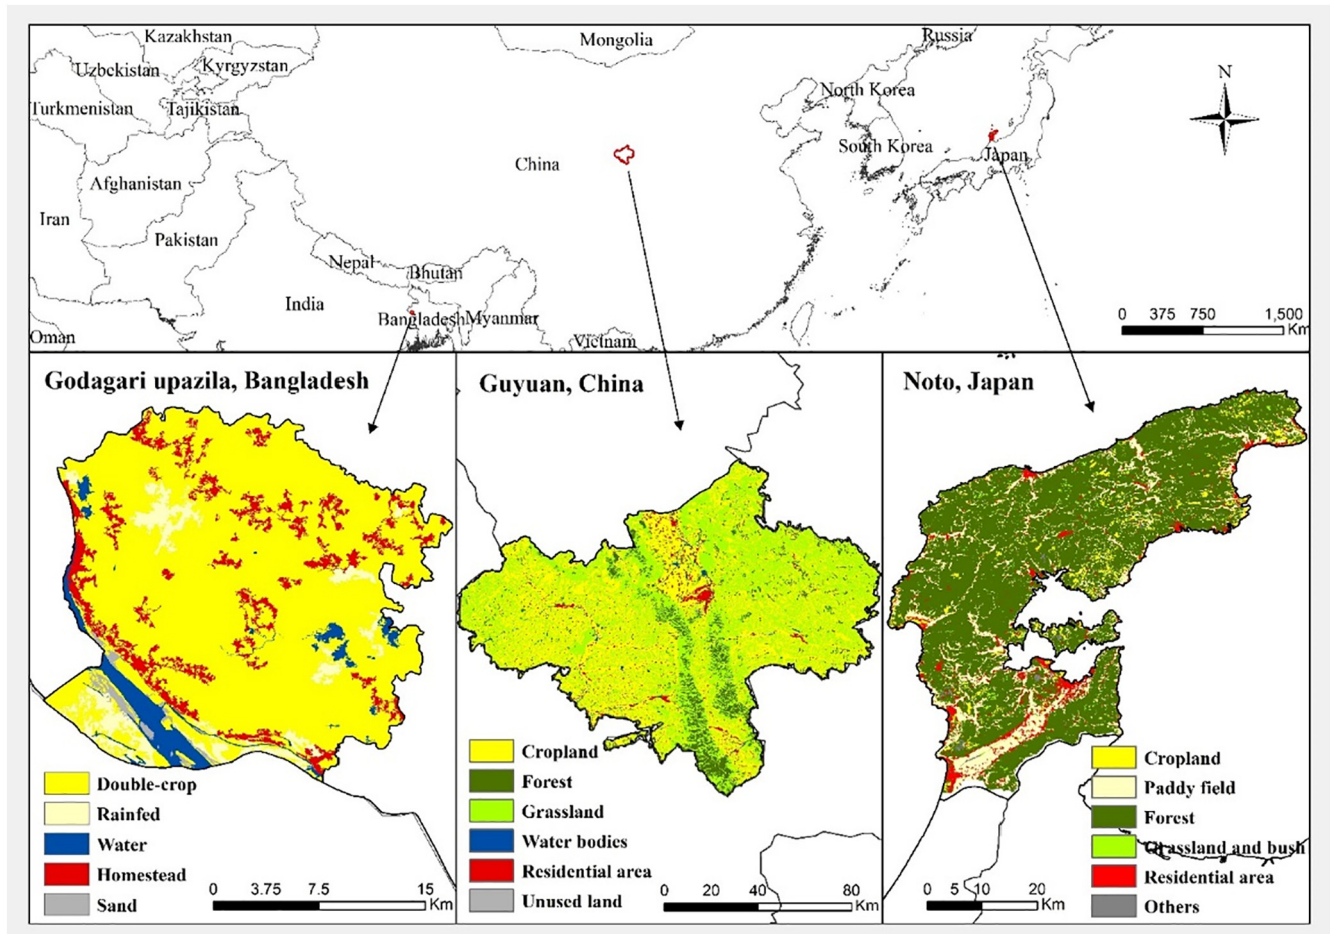 Kazakhstan
Mongolia
Russia
Uzbekistan
Kyrgyzstan
N
North Korea
Turkmenistan
Tajikistan
South Korea
Japan
China
Afghanistan
Iran
Pakistan
Nepal
Bhutan
India
Bangladesh
Myanmar
Oman
Vietnam
0 375 750 1,500
Km
Godagari upazila, Bangladesh
Double-crop
Rainfed
Water
Homestead
Sand
0 3.75 7.5 15
Km
Guyuan, China
Cropland
Forest
Grassland
Water bodies
Residential area
Unused land
0 20 40 80
Km
Noto, Japan
Cropland
Paddy field
Forest
Grassland and bush
Residential area
Others
0 5 10 20
Km